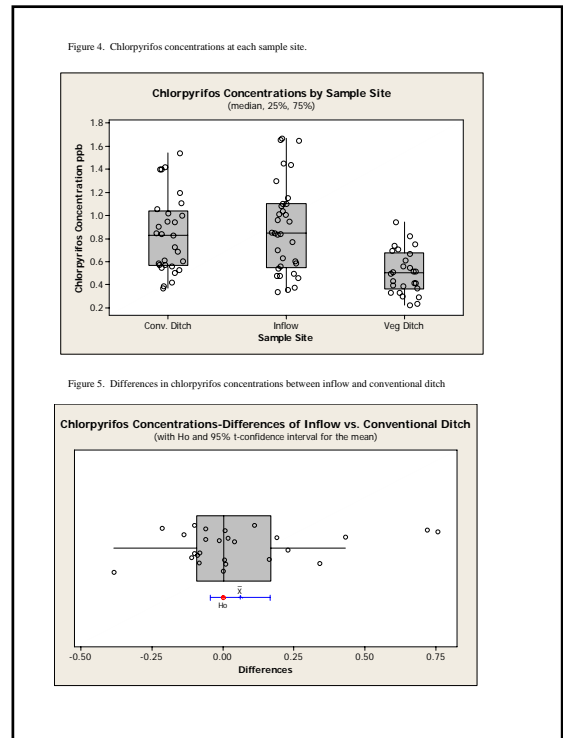 Figure 4.  Chlorpyrifos concentrations at each sample site.
Chlorpyrifos Concentrations by Sample Site
(median, 25%, 75%)
Chlorpyrifos Concentration ppb
1.8
1.6
1.4
1.2
1.0
0.8
0.6
0.4
0.2
Conv. Ditch Inflow Veg Ditch
Sample Site
Figure 5.  Differences in chlorpyrifos concentrations between inflow and conventional ditch
Chlorpyrifos Concentrations-Differences of Inflow vs. Conventional Ditch
(with Ho and 95% t-confidence interval for the mean)
X̄
Ho
-0.50 -0.25 0.00 0.25 0.50 0.75
Differences